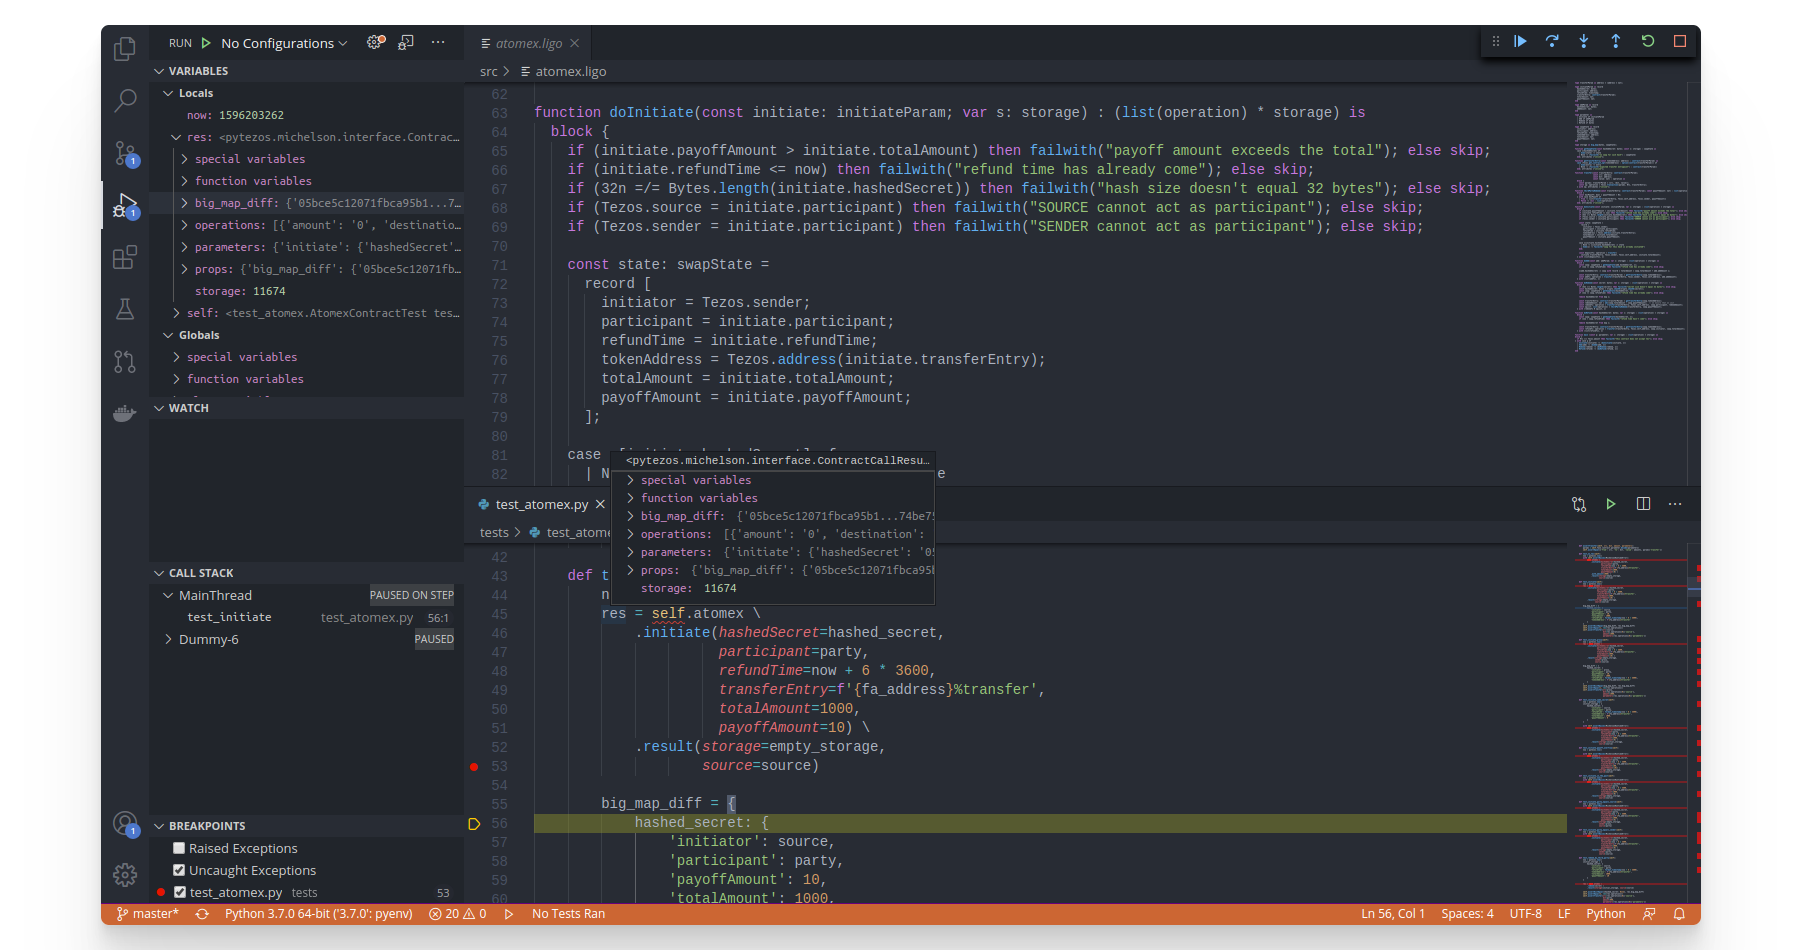 RUN No Configurations
VARIABLES
Locals
now: 1596203262
res: <pytezos.michelson.interface.Contrac...
special variables
function variables
big_map_diff: {'05bce5c12071fbca95b1...7...
operations: [{'amount': '0', 'destinatio...
parameters: {'initiate': {'hashedSecret'...
props: {'big_map_diff': {'05bce5c12071fb...
storage: 11674
self: <test_atomex.AtomexContractTest tes...
Globals
special variables
function variables
WATCH
CALL STACK
MainThread PAUSED ON STEP
test_initiate test_atomex.py 56:1
Dummy-6 PAUSED
BREAKPOINTS
Raised Exceptions
Uncaught Exceptions
test_atomex.py tests 53
1
1
1
atomex.ligo
src > atomex.ligo
62
63 function doInitiate(const initiate: initiateParam; var s: storage) : (list(operation) * storage) is
64 block {
65 if (initiate.payoffAmount > initiate.totalAmount) then failwith("payoff amount exceeds the total"); else skip;
66 if (initiate.refundTime <= now) then failwith("refund time has already come"); else skip;
67 if (32n =/= Bytes.length(initiate.hashedSecret)) then failwith("hash size doesn't equal 32 bytes"); else skip;
68 if (Tezos.source = initiate.participant) then failwith("SOURCE cannot act as participant"); else skip;
69 if (Tezos.sender = initiate.participant) then failwith("SENDER cannot act as participant"); else skip;
70
71 const state: swapState =
72 record [
73 initiator = Tezos.sender;
74 participant = initiate.participant;
75 refundTime = initiate.refundTime;
76 tokenAddress = Tezos.address(initiate.transferEntry);
77 totalAmount = initiate.totalAmount;
78 payoffAmount = initiate.payoffAmount;
79 ];
80
81 case
82 | N e
<pytezos.michelson.interface.ContractCallResu...
special variables
function variables
big_map_diff: {'05bce5c12071fbca95b1...74be75
operations: [{'amount': '0', 'destination':
parameters: {'initiate': {'hashedSecret': '05
props: {'big_map_diff': {'05bce5c12071fbca95b
storage: 11674
test_atomex.py
tests > test_atome
42
43 def t
44 n
45 res = self.atomex \
46 .initiate(hashedSecret=hashed_secret,
47 participant=party,
48 refundTime=now + 6 * 3600,
49 transferEntry=f'{fa_address}%transfer',
50 totalAmount=1000,
51 payoffAmount=10) \
52 .result(storage=empty_storage,
53 source=source)
54
55 big_map_diff = {
56 hashed_secret: {
57 'initiator': source,
58 'participant': party,
59 'payoffAmount': 10,
60 'totalAmount': 1000,
master* Python 3.7.0 64-bit ('3.7.0': pyenv) 20 0 No Tests Ran Ln 56, Col 1 Spaces: 4 UTF-8 LF Python